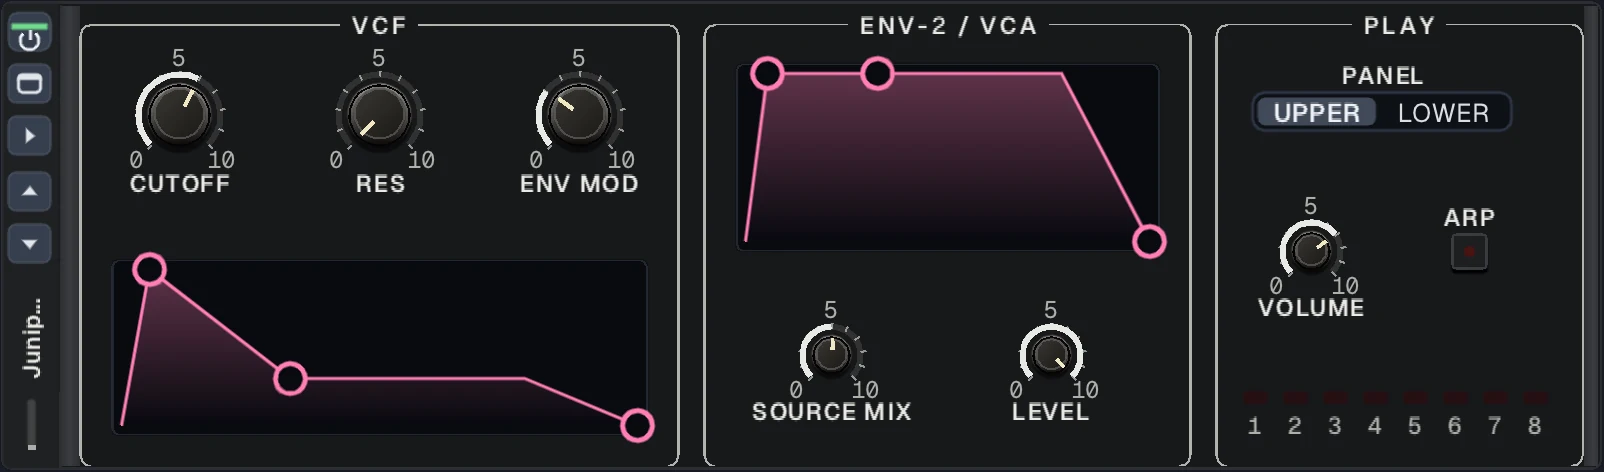 VCF
5
0 10
CUTOFF
5
0 10
RES
5
0 10
ENV MOD
ENV-2 / VCA
5
0 10
SOURCE MIX
5
0 10
LEVEL
PLAY
PANEL
UPPER LOWER
5
0 10
VOLUME
ARP
1 2 3 4 5 6 7 8
Junip...